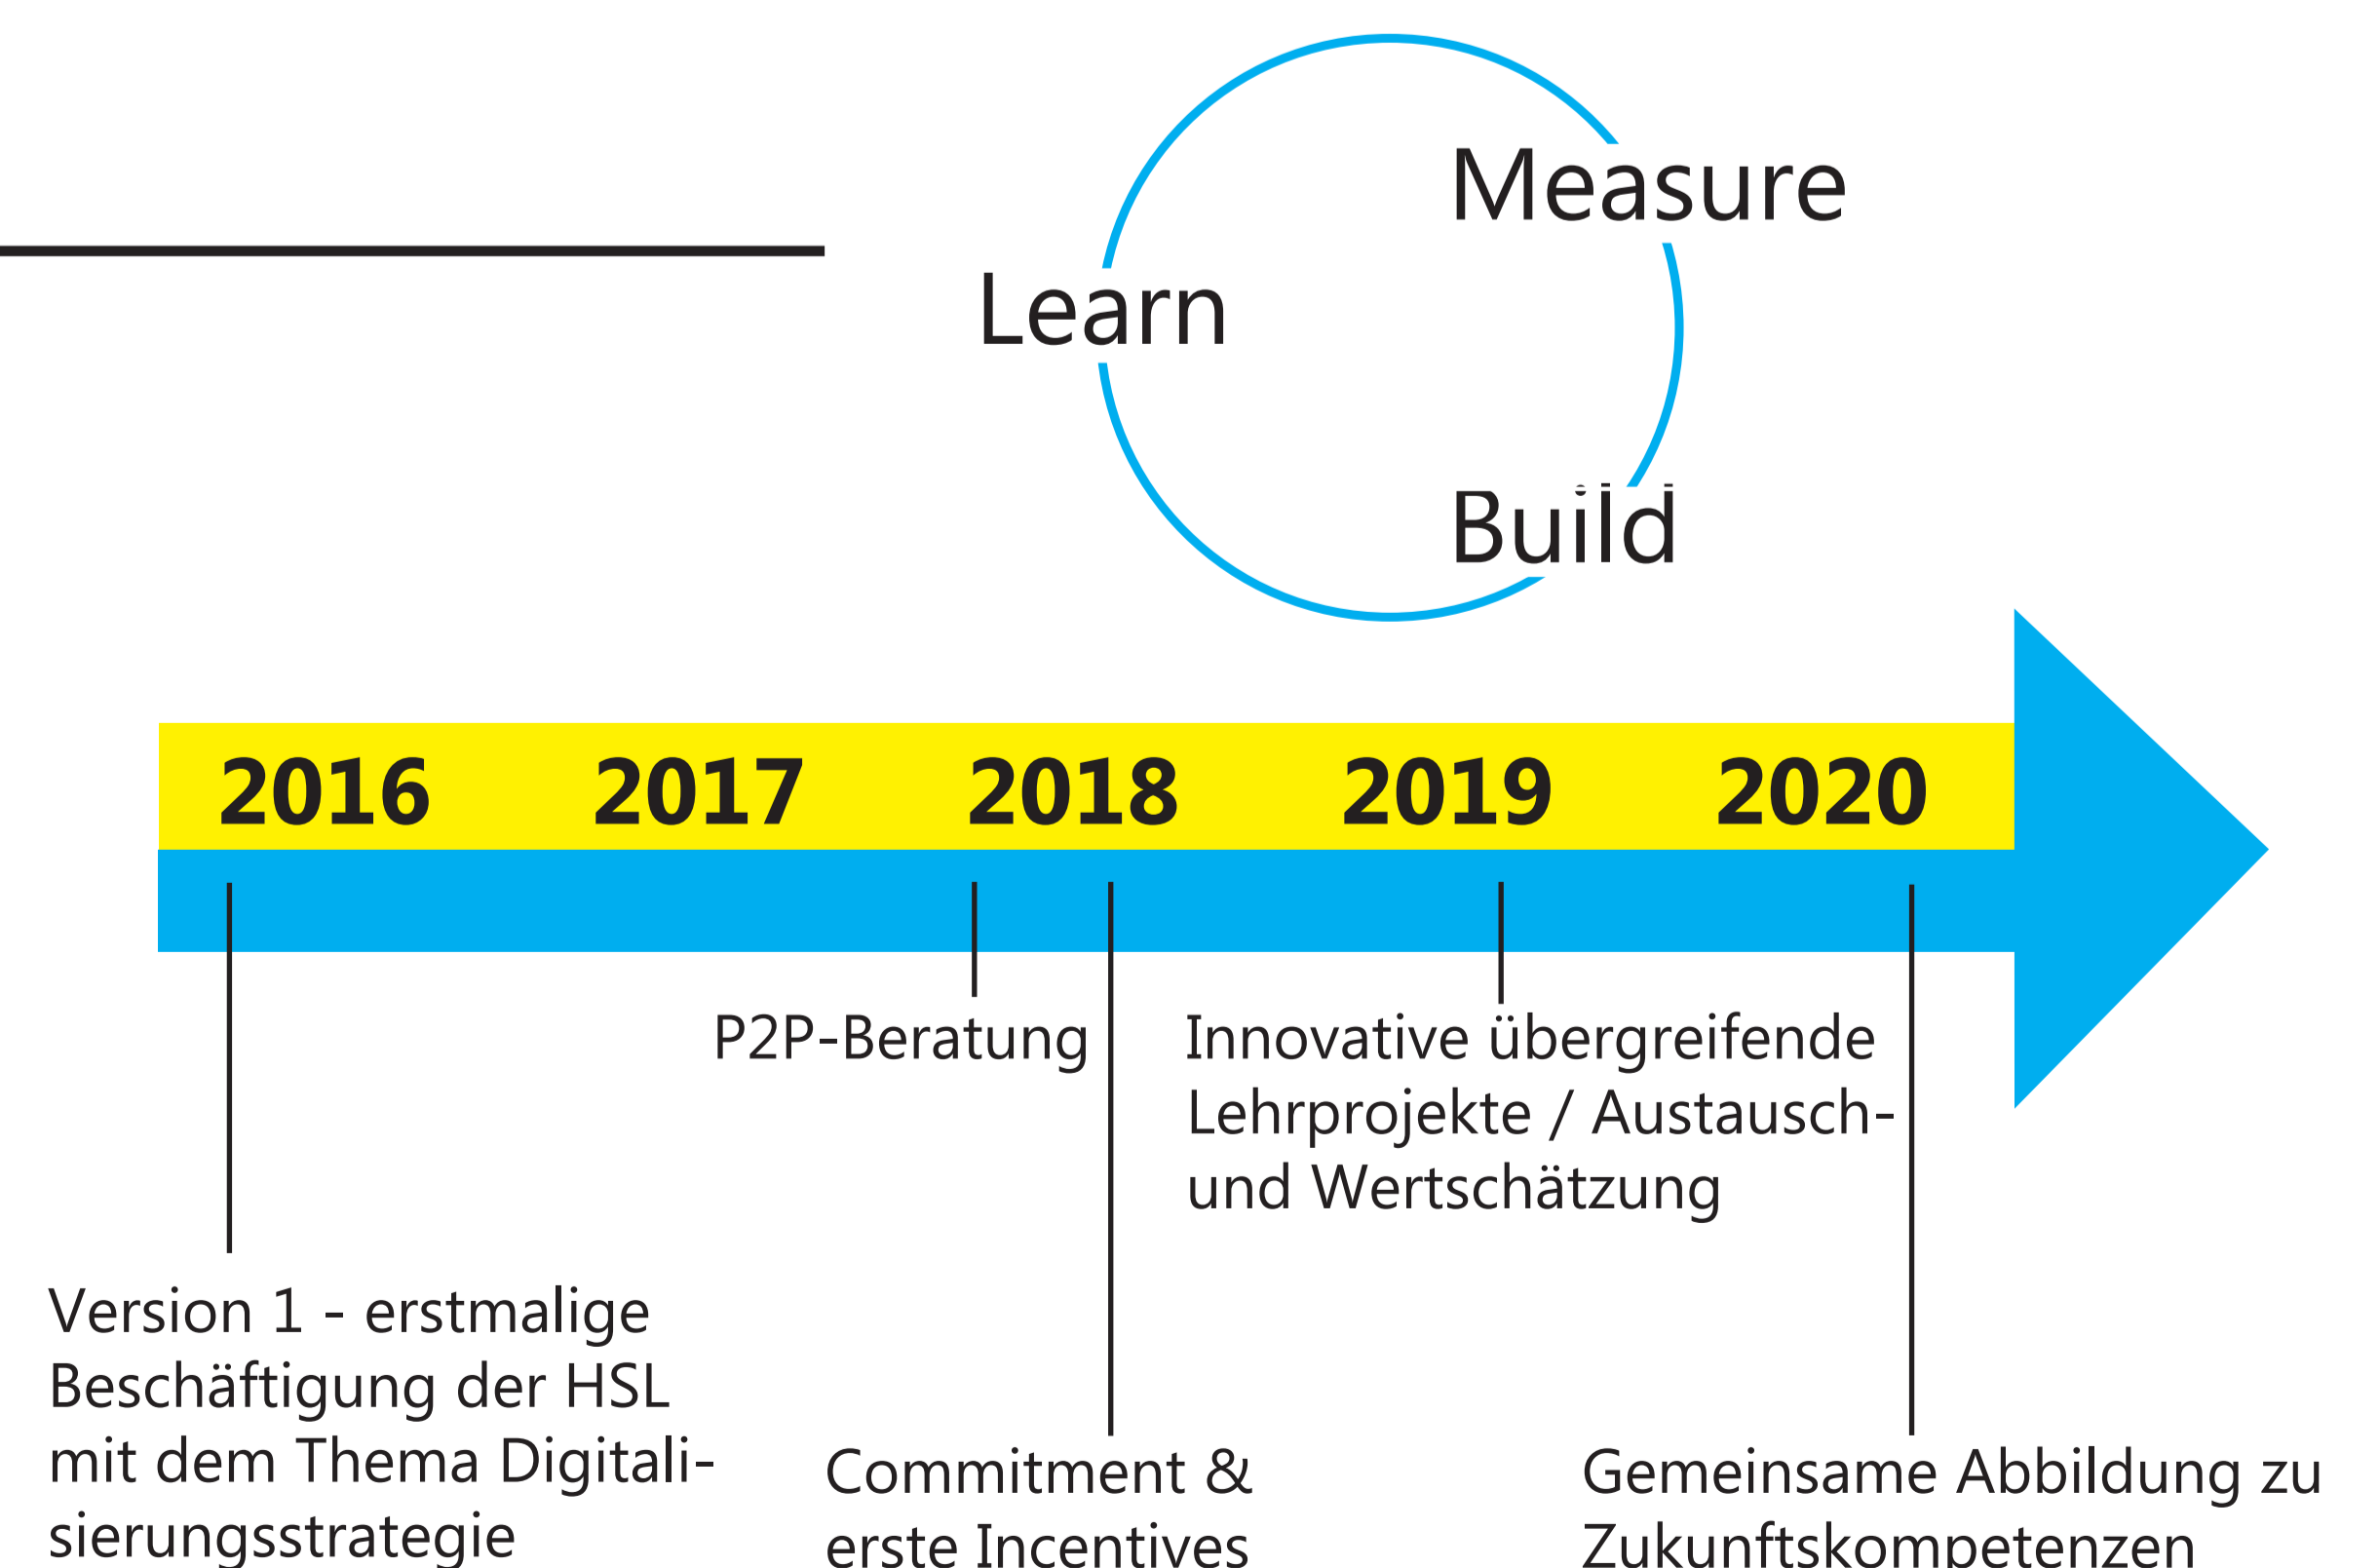 Measure
Learn
Build
2016 2017 2018 2019 2020
P2P-Beratung
Innovative übergreifende
Lehrprojekte / Austausch-
und Wertschätzung
Version 1 - erstmalige
Beschäftigung der HSL
mit dem Thema Digitali-
sierungsstrategie
Commitment &
erste Incentives
Gemeinsame Abbildung zu
Zukunftskompetenzen